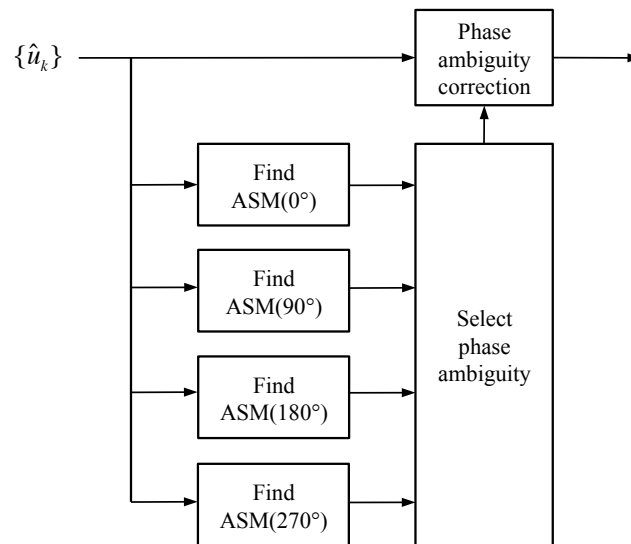 Phase
ambiguity
correction
{û_k}
Find
ASM(0°)
Find
ASM(90°)
Select
phase
ambiguity
Find
ASM(180°)
Find
ASM(270°)